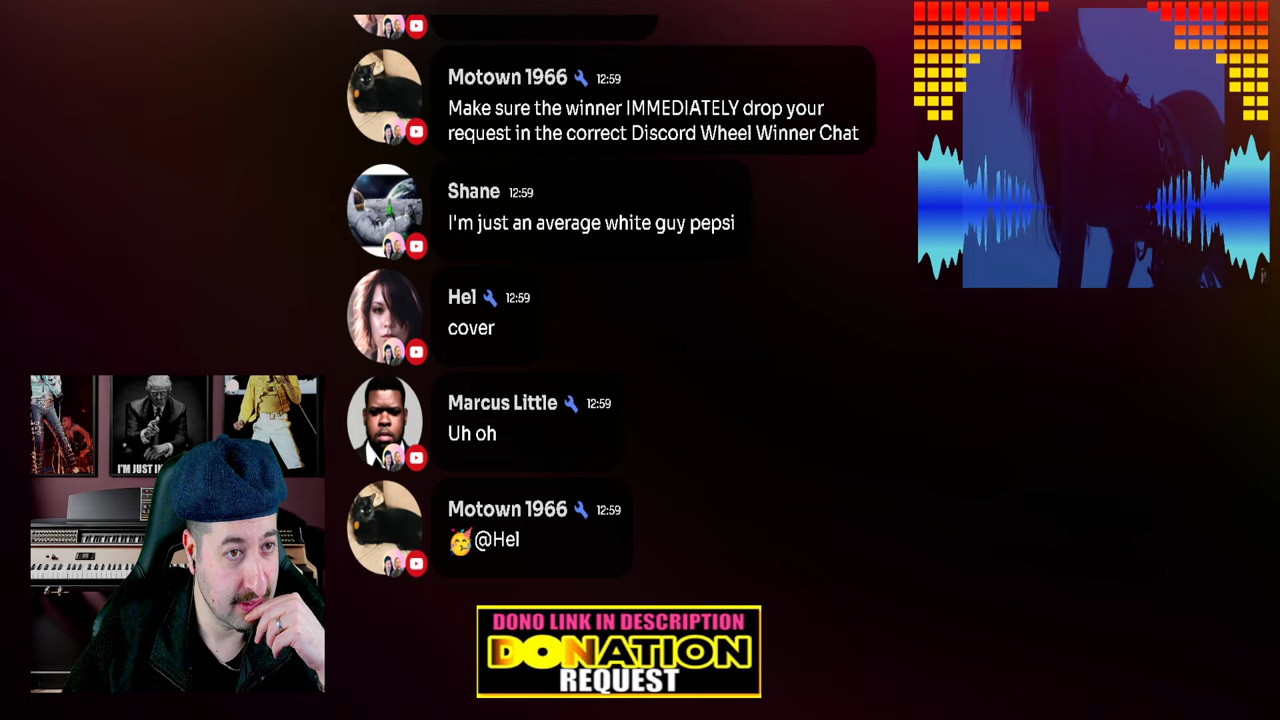 Motown 1966 12:59
Make sure the winner IMMEDIATELY drop your
request in the correct Discord Wheel Winner Chat
Shane 12:59
I'm just an average white guy pepsi
Hel 12:59
cover
Marcus Little 12:59
Uh oh
Motown 1966 12:59
🥳@Hel
I'M JUST
DONO LINK IN DESCRIPTION
DONATION
REQUEST